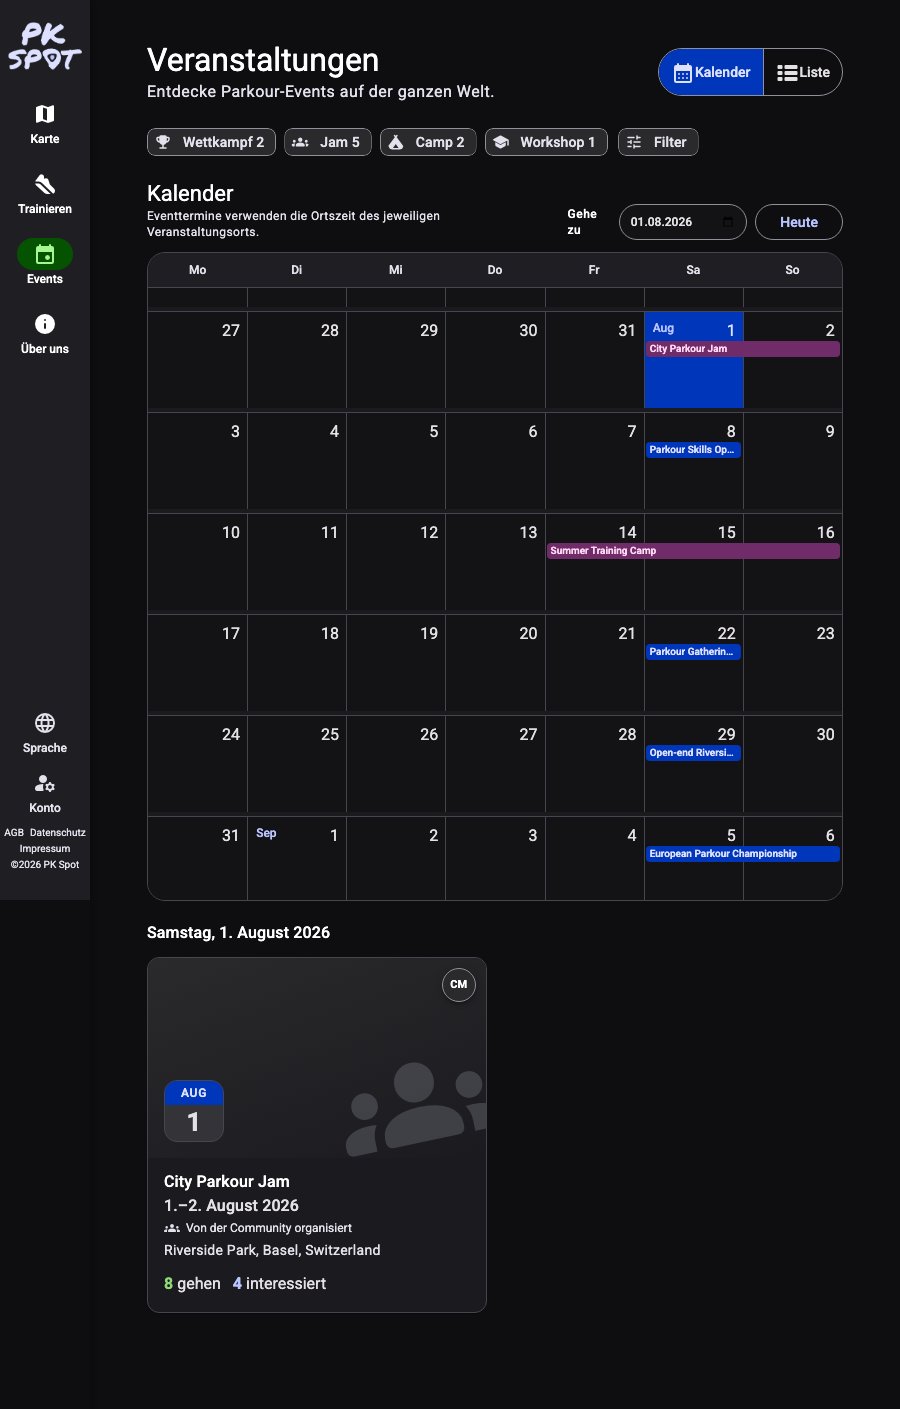 PK
SPOT
Karte
Trainieren
Events
Über uns
Sprache
Konto
AGB Datenschutz
Impressum
©2026 PK Spot
Veranstaltungen
Entdecke Parkour-Events auf der ganzen Welt.
Kalender Liste
Wettkampf 2 Jam 5 Camp 2 Workshop 1 Filter
Kalender
Eventtermine verwenden die Ortszeit des jeweiligen
Veranstaltungsorts.
Gehe
zu
01.08.2026
Heute
Mo Di Mi Do Fr Sa So
27 28 29 30 31 Aug 1 2
City Parkour Jam
3 4 5 6 7 8 9
Parkour Skills Op...
10 11 12 13 14 15 16
Summer Training Camp
17 18 19 20 21 22 23
Parkour Gatherin...
24 25 26 27 28 29 30
Open-end Riversi...
31 Sep 1 2 3 4 5 6
European Parkour Championship
Samstag, 1. August 2026
CM
AUG
1
City Parkour Jam
1.–2. August 2026
Von der Community organisiert
Riverside Park, Basel, Switzerland
8 gehen 4 interessiert